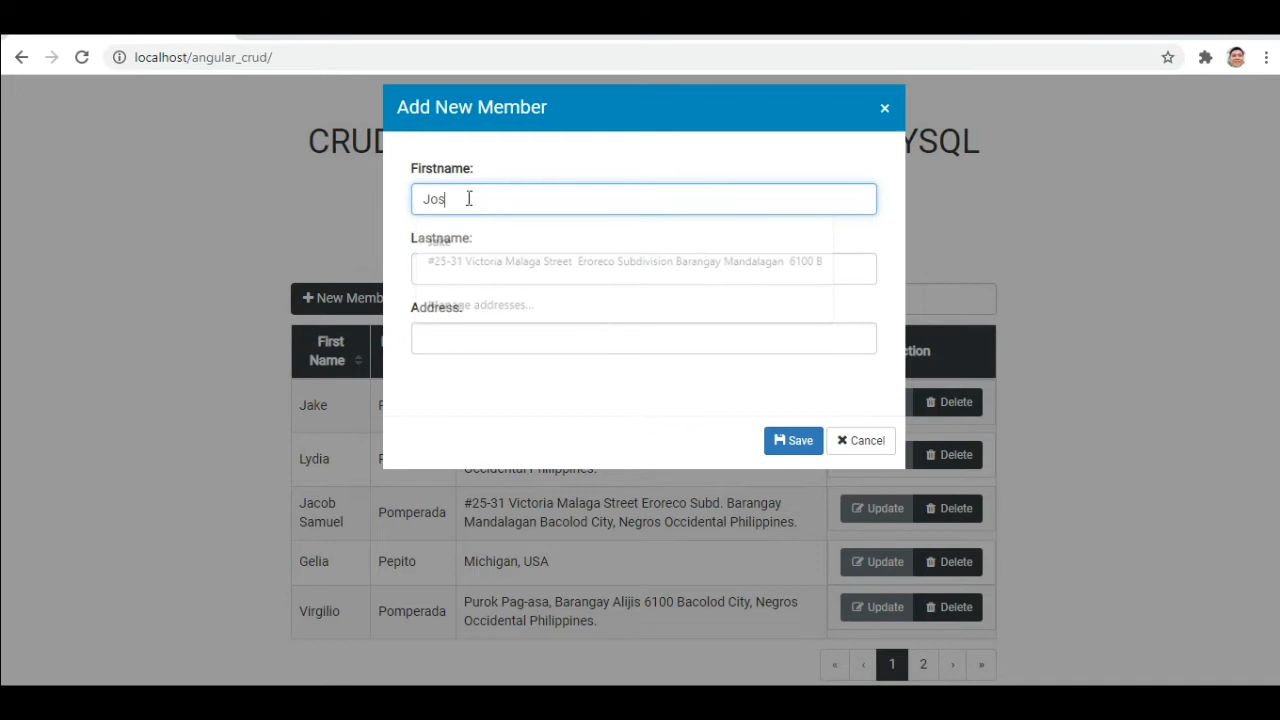 localhost/angular_crud/
Add New Member
×
CRUD
YSQL
Firstname:
Jos
Lastname:
Jake
#25-31 Victoria Malaga Street Eroreco Subdivision Barangay Mandalagan 6100 B
Address:
Manage addresses...
New Memb
First
Name
ction
Jake
P
Delete
Save
Cancel
Lydia
P
Occidental Philippines.
Delete
Jacob
Samuel
Pomperada
#25-31 Victoria Malaga Street Eroreco Subd. Barangay
Mandalagan Bacolod City, Negros Occidental Philippines.
Update
Delete
Gelia
Pepito
Michigan, USA
Update
Delete
Virgilio
Pomperada
Purok Pag-asa, Barangay Alijis 6100 Bacolod City, Negros
Occidental Philippines.
Update
Delete
« ‹ 1 2 › »